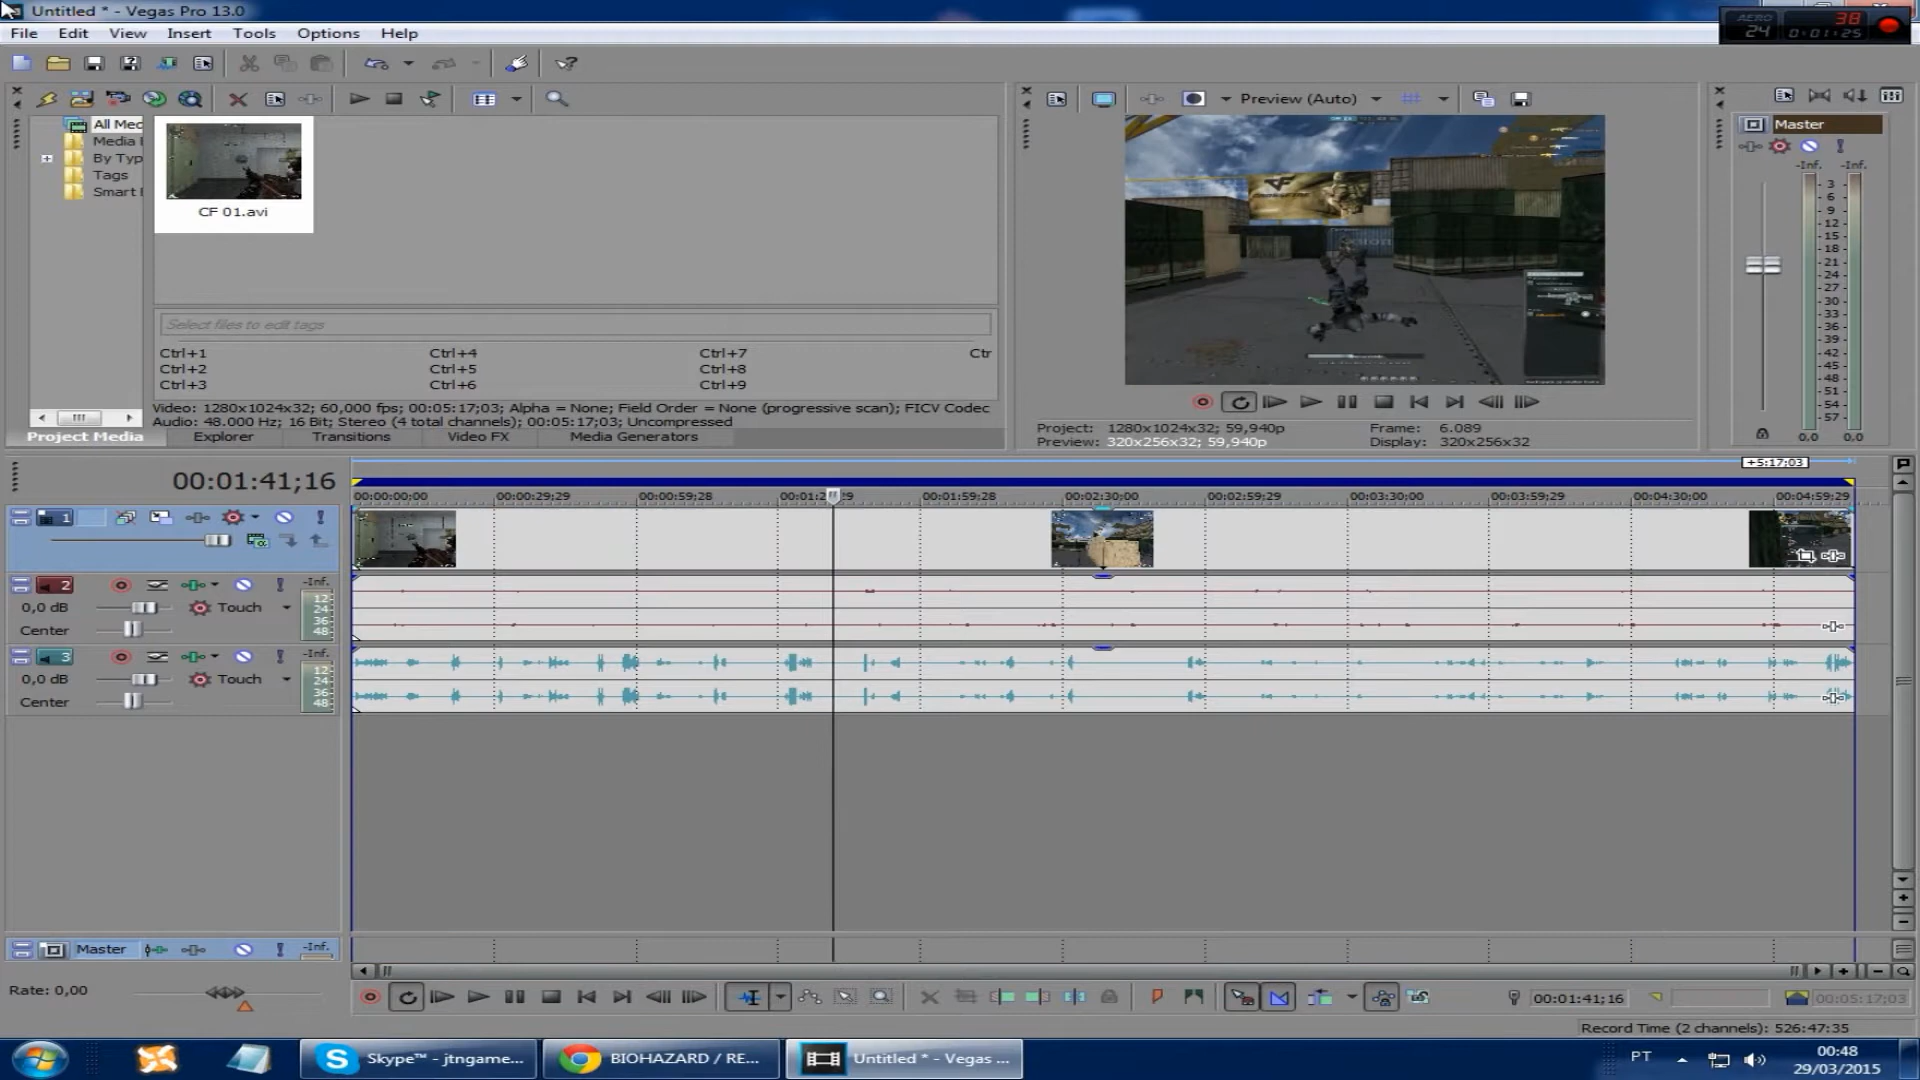 Untitled * - Vegas Pro 13.0
AERO 24 38 0:01:25
File Edit View Insert Tools Options Help
Preview (Auto)
All Med
Media
By Typ
Tags
Smart
CF 01.avi
Master
-Inf. -Inf.
3
6
9
12
15
18
21
24
27
30
33
36
39
42
45
48
51
54
57
0,0 0,0
Select files to edit tags
Ctrl+1 Ctrl+4 Ctrl+7 Ctr
Ctrl+2 Ctrl+5 Ctrl+8
Ctrl+3 Ctrl+6 Ctrl+9
Video: 1280x1024x32; 60,000 fps; 00:05:17;03; Alpha = None; Field Order = None (progressive scan); FICV Codec
Audio: 48.000 Hz; 16 Bit; Stereo (4 total channels); 00:05:17;03; Uncompressed
Project Media Explorer Transitions Video FX Media Generators
Project: 1280x1024x32; 59,940p Frame: 6.089
Preview: 320x256x32; 59,940p Display: 320x256x32
+5:17;03
00:01:41;16
00:00:00;00 00:00:29;29 00:00:59;28 00:01:2 ;29 00:01:59;28 00:02:30;00 00:02:59;29 00:03:30;00 00:03:59;29 00:04:30;00 00:04:59;29
1
2 -Inf.
0,0 dB Touch
Center
12
24
36
48
3 -Inf.
0,0 dB Touch
Center
12
24
36
48
Master -Inf.
Rate: 0,00
00:01:41;16 00:05:17;03
Record Time (2 channels): 526:47:35
Skype™ - jtngame... BIOHAZARD / RE... Untitled * - Vegas ... PT 00:48
29/03/2015